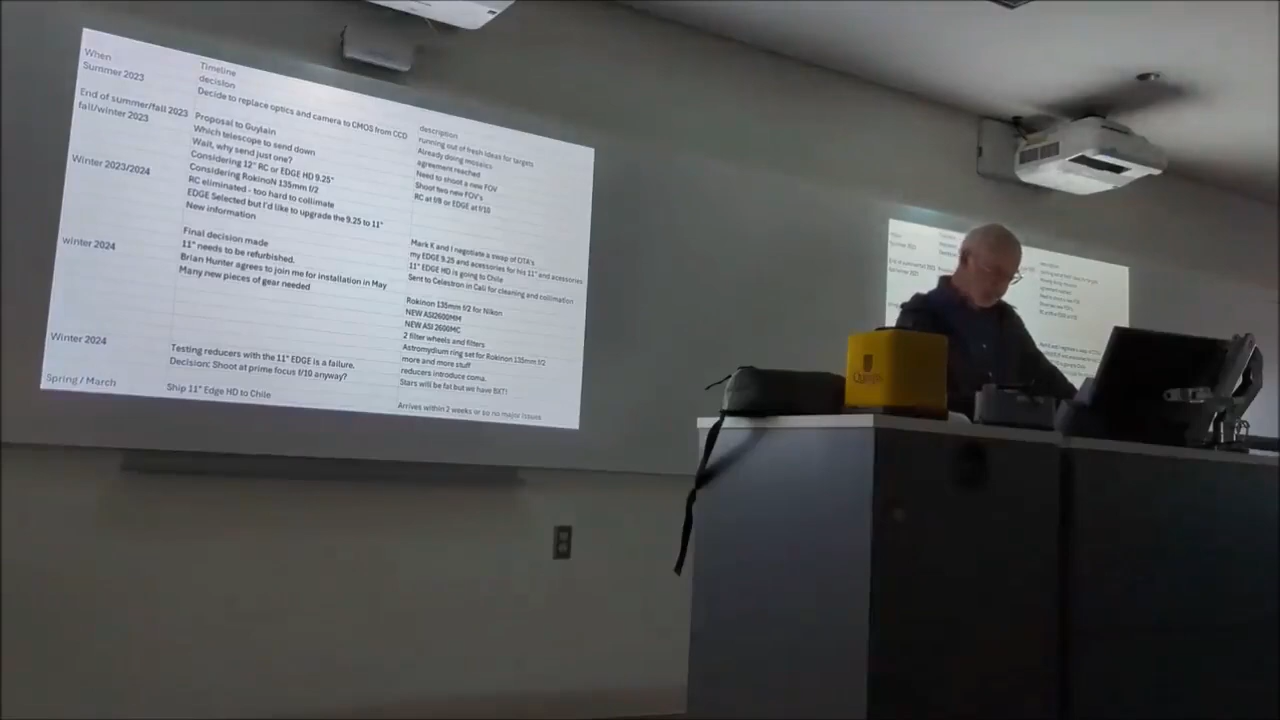 When
Summer 2023
End of summer/fall 2023
fall/winter 2023
Winter 2023/2024
winter 2024
Winter 2024
Spring / March
Timeline
decision
Decide to replace optics and camera to CMOS from CCD
Proposal to Guylain
Which telescope to send down
Wait, why send just one?
Considering 12" RC or EDGE HD 9.25"
Considering RokinoN 135mm f/2
RC eliminated - too hard to collimate
EDGE Selected but I'd like to upgrade the 9.25 to 11"
New information
Final decision made
11" needs to be refurbished.
Brian Hunter agrees to join me for installation in May
Many new pieces of gear needed
Testing reducers with the 11" EDGE is a failure.
Decision: Shoot at prime focus f/10 anyway?
Ship 11" Edge HD to Chile
description
running out of fresh ideas for targets
Already doing mosaics
agreement reached
Need to shoot a new FOV
Shoot two new FOV's
RC at f/8 or EDGE at f/10
Mark K and I negotiate a swap of OTA's
my EDGE 9.25 and acessories for his 11" and acessories
11" EDGE HD is going to Chile
Sent to Celestron in Cali for cleaning and collimation
Rokinon 135mm f/2 for Nikon
NEW ASI2600MM
NEW ASI 2600MC
2 filter wheels and filters
Astromydium ring set for Rokinon 135mm f/2
more and more stuff
reducers introduce coma.
Stars will be fat but we have BXT!
Arrives within 2 weeks or so no major issues
Queen's